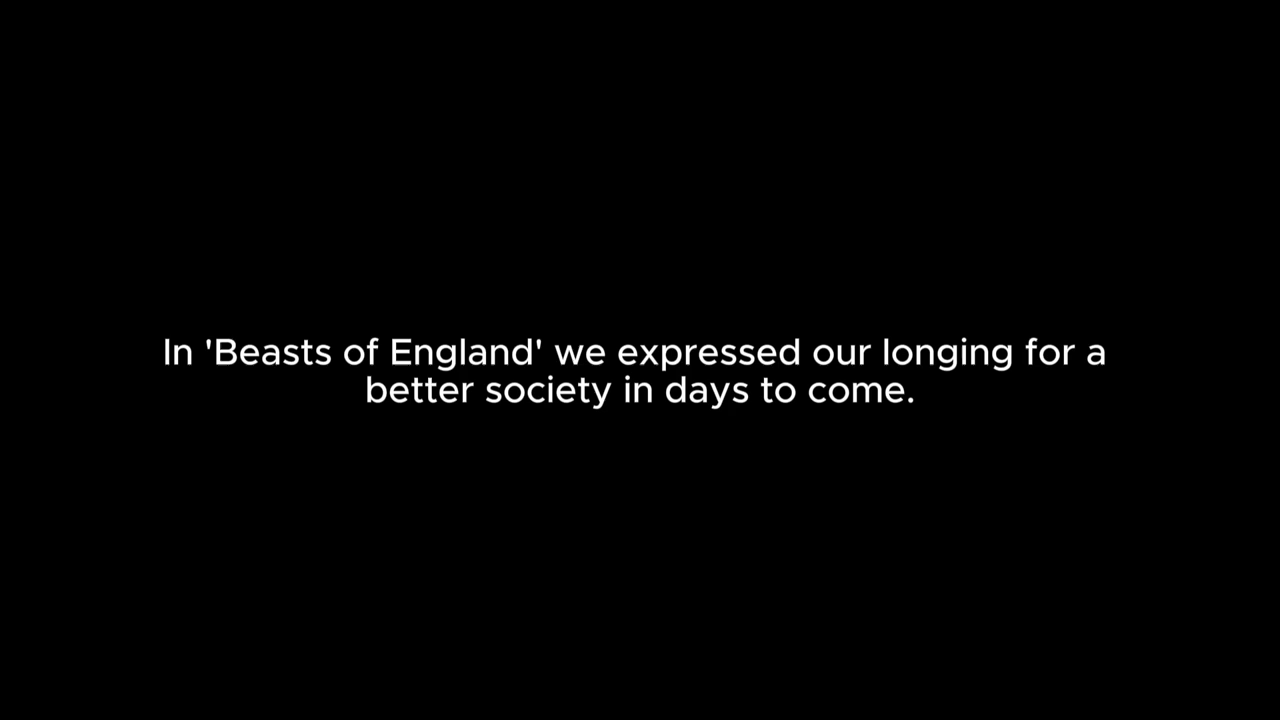 In 'Beasts of England' we expressed our longing for a
better society in days to come.